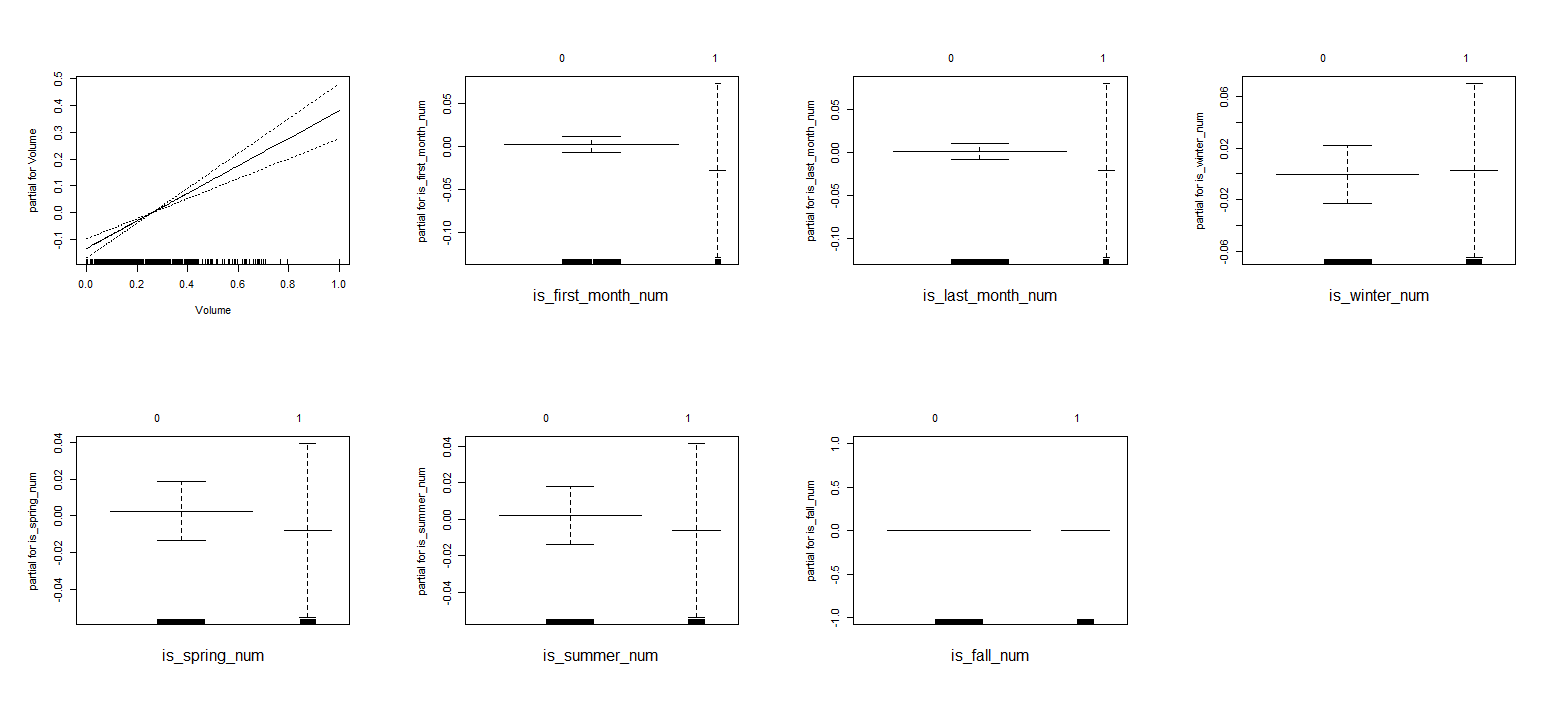 partial for Volume
0.5
0.4
0.3
0.2
0.1
0.0
-0.1
0.0 0.2 0.4 0.6 0.8 1.0
Volume
0 1
partial for is_first_month_num
0.05
0.00
-0.05
-0.10
is_first_month_num
0 1
partial for is_last_month_num
0.05
0.00
-0.05
-0.10
is_last_month_num
0 1
partial for is_winter_num
0.06
0.02
-0.02
-0.06
is_winter_num
0 1
partial for is_spring_num
0.04
0.02
0.00
-0.02
-0.04
is_spring_num
0 1
partial for is_summer_num
0.04
0.02
0.00
-0.02
-0.04
is_summer_num
0 1
partial for is_fall_num
1.0
0.5
0.0
-0.5
-1.0
is_fall_num